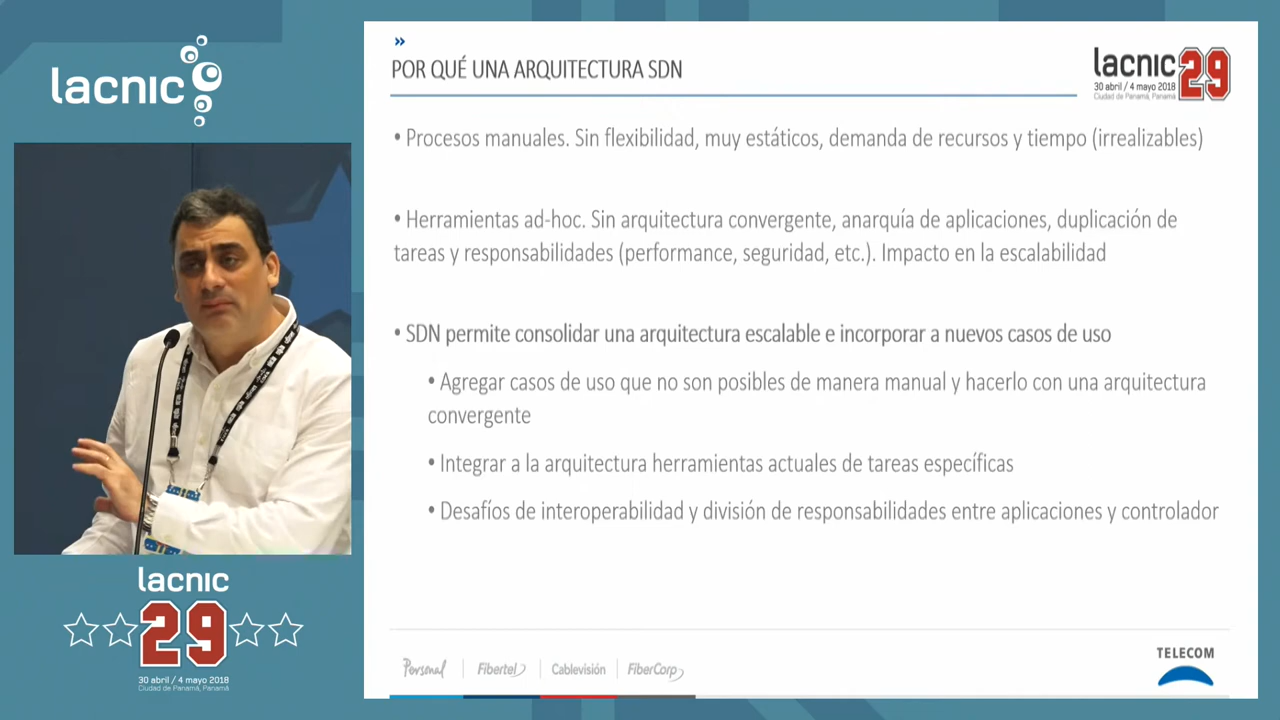 lacnic
»
POR QUÉ UNA ARQUITECTURA SDN
lacnic 29
30 abril / 4 mayo 2018
Ciudad de Panamá, Panamá
• Procesos manuales. Sin flexibilidad, muy estáticos, demanda de recursos y tiempo (irrealizables)
• Herramientas ad-hoc. Sin arquitectura convergente, anarquía de aplicaciones, duplicación de
tareas y responsabilidades (performance, seguridad, etc.). Impacto en la escalabilidad
• SDN permite consolidar una arquitectura escalable e incorporar a nuevos casos de uso
• Agregar casos de uso que no son posibles de manera manual y hacerlo con una arquitectura
convergente
• Integrar a la arquitectura herramientas actuales de tareas específicas
• Desafíos de interoperabilidad y división de responsabilidades entre aplicaciones y controlador
Personal | Fibertel | Cablevisión | FiberCorp
TELECOM
lacnic
29
30 abril / 4 mayo 2018
Ciudad de Panamá, Panamá